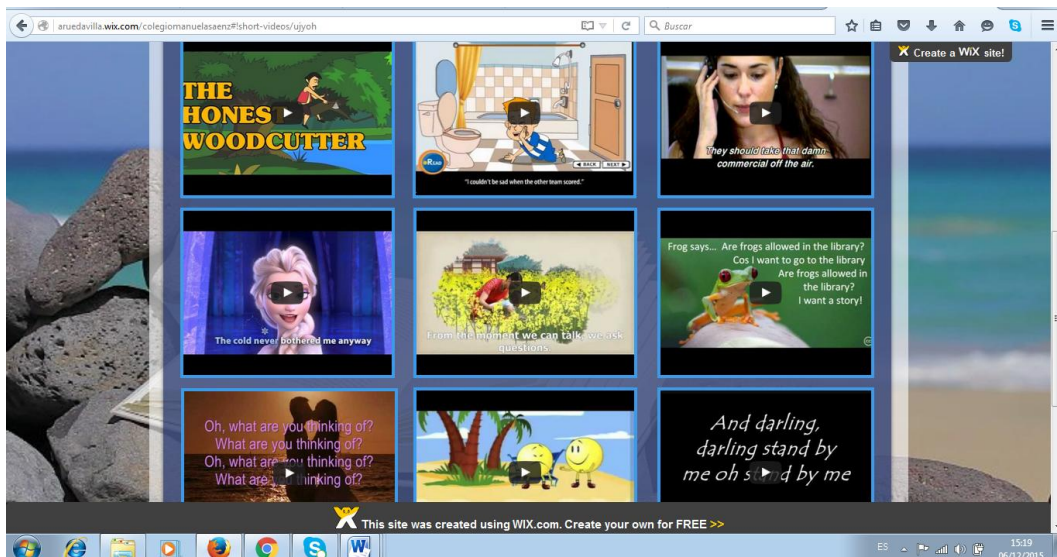 aruedavilla.wix.com/colegiomanuelasaenz#!short-videos/ujyoh
Buscar
Create a WiX site!
THE
HONES
WOODCUTTER
READ
BACK NEXT
"I couldn't be sad when the other team scored."
They should take that damn
commercial off the air.
The cold never bothered me anyway
From the moment we can talk, we ask
questions
Frog says... Are frogs allowed in the library?
Cos I want to go to the library
Are frogs allowed in
the library?
I want a story!
Oh, what are you thinking of?
What are you thinking of?
Oh, what are you thinking of?
What are you thinking of?
And darling,
darling stand by
me oh stand by me
This site was created using WIX.com. Create your own for FREE >>
ES
15:19
06/12/2015